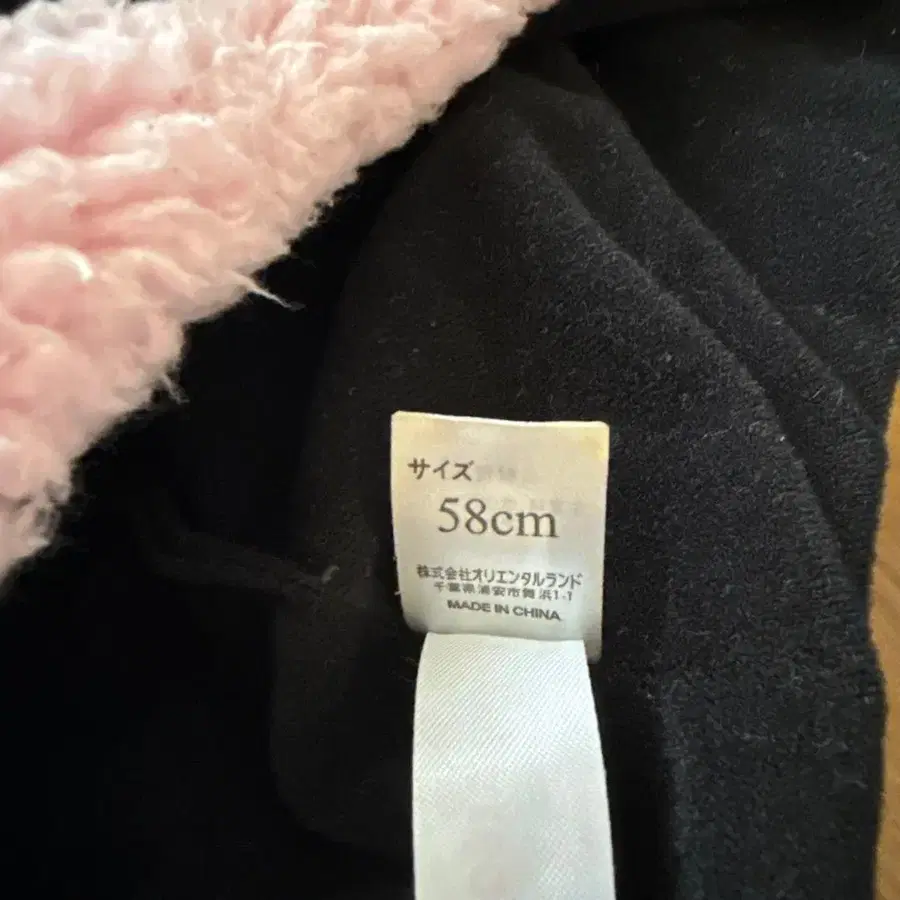 サイズ
58cm
株式会社オリエンタルランド
千葉県浦安市舞浜1-1
MADE IN CHINA